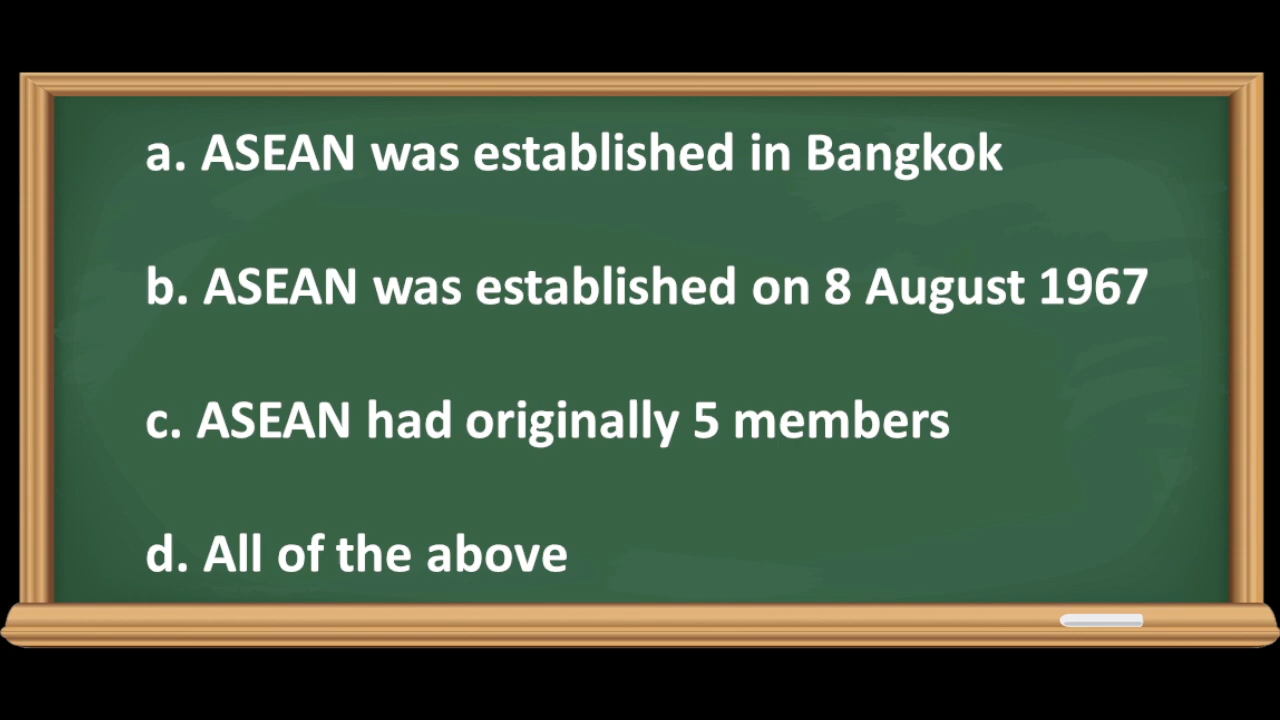 a. ASEAN was established in Bangkok
b. ASEAN was established on 8 August 1967
c. ASEAN had originally 5 members
d. All of the above